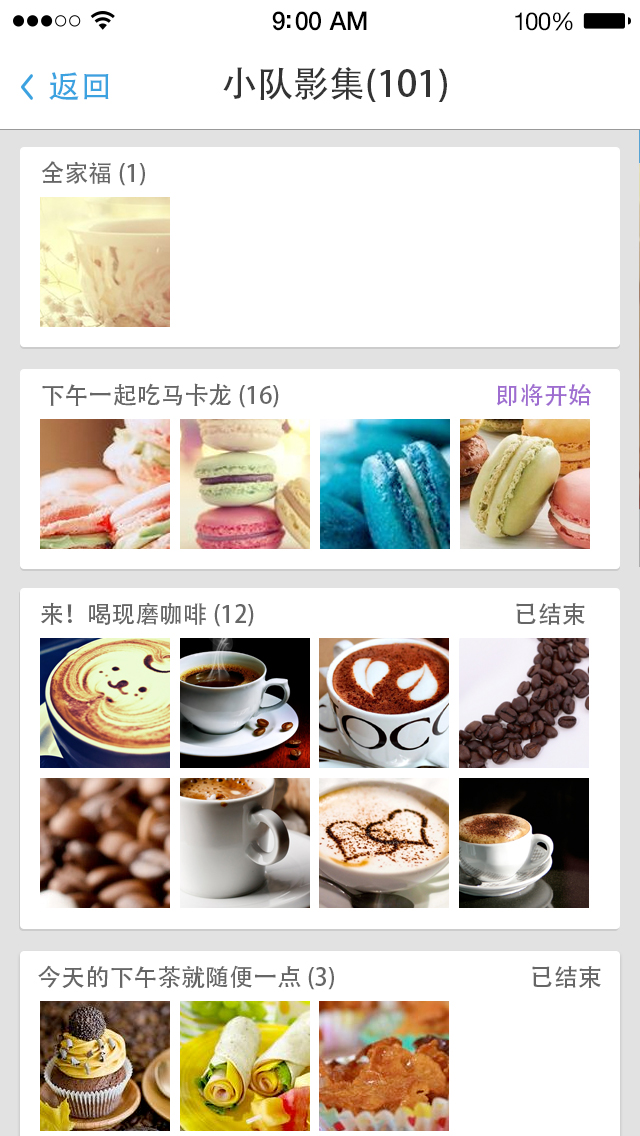 9:00 AM 100%
返回 小队影集(101)
全家福 (1)
下午一起吃马卡龙 (16) 即将开始
来！喝现磨咖啡 (12) 已结束
COCO
今天的下午茶就随便一点 (3) 已结束